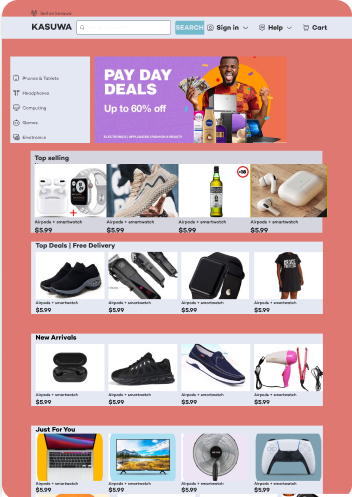 Sell on kasuwa
KASUWA
SEARCH
Sign in
Help
Cart
Phones & Tablets
Headphones
Computing
Games
Electronics
PAY DAY
DEALS
Up to 60% off
ELECTRONICS | APPLIANCES | FASHION & BEAUTY
Top selling
+18
Airpods + smartwatch
$5.99
Airpods + smartwatch
$5.99
Airpods + smartwatch
$5.99
Airpods + smartwatch
$5.99
Top Deals | Free Delivery
Airpods + smartwatch
$5.99
Airpods + smartwatch
$5.99
Airpods + smartwatch
$5.99
Airpods + smartwatch
$5.99
New Arrivals
Airpods + smartwatch
$5.99
Airpods + smartwatch
$5.99
Airpods + smartwatch
$5.99
Airpods + smartwatch
$5.99
Just For You
Airpods + smartwatch
$5.99
Airpods + smartwatch
$5.99
Airpods + smartwatch
$5.99
Airpods + smartwatch
$5.99